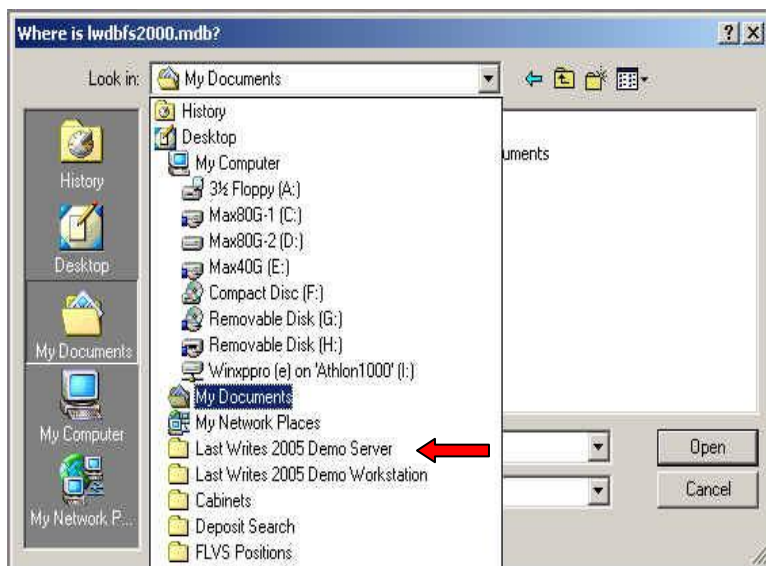 Where is lwdbfs2000.mdb?
Look in: My Documents
History
Desktop
My Documents
My Computer
My Network P...
History
Desktop
My Computer
3½ Floppy (A:)
Max80G-1 (C:)
Max80G-2 (D:)
Max40G (E:)
Compact Disc (F:)
Removable Disk (G:)
Removable Disk (H:)
Winxppro (e) on 'Athlon1000' (I:)
My Documents
My Network Places
Last Writes 2005 Demo Server
Last Writes 2005 Demo Workstation
Cabinets
Deposit Search
FLVS Positions
uments
Open
Cancel